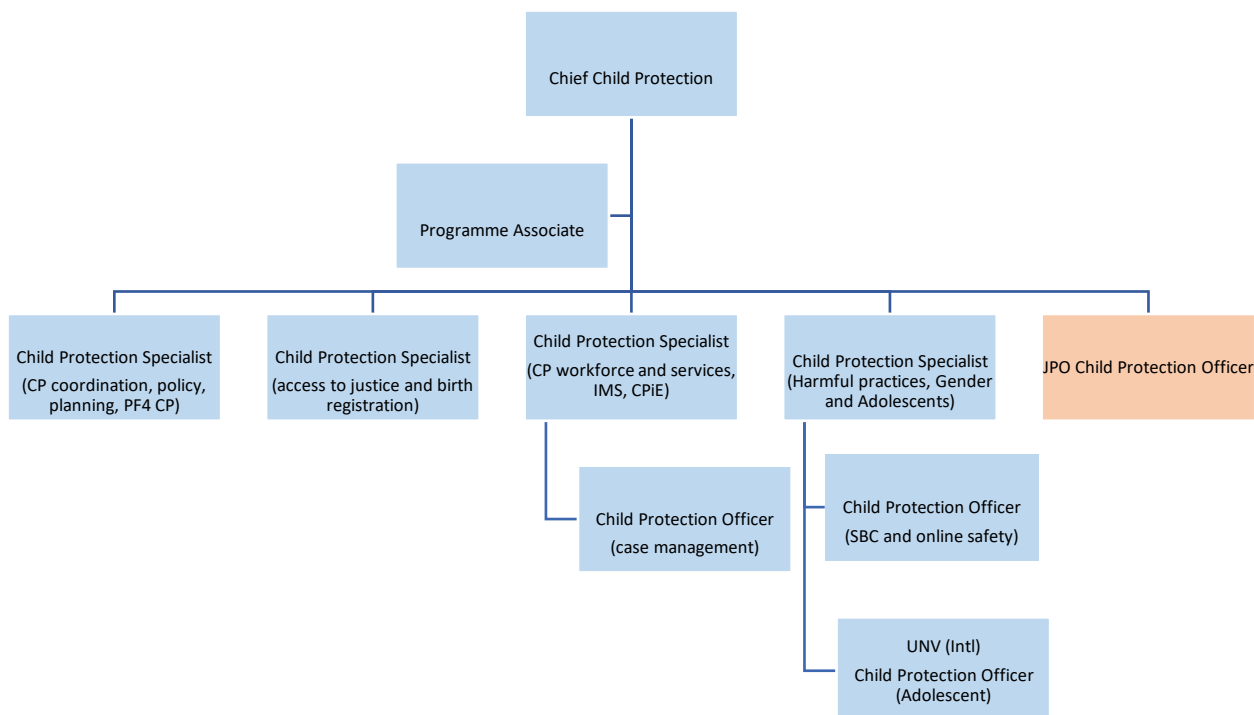 Chief Child Protection
Programme Associate
Child Protection Specialist
(CP coordination, policy,
planning, PF4 CP)
Child Protection Specialist
(access to justice and birth
registration)
Child Protection Specialist
(CP workforce and services,
IMS, CPiE)
Child Protection Specialist
(Harmful practices, Gender
and Adolescents)
JPO Child Protection Officer
Child Protection Officer
(case management)
Child Protection Officer
(SBC and online safety)
UNV (Intl)
Child Protection Officer
(Adolescent)